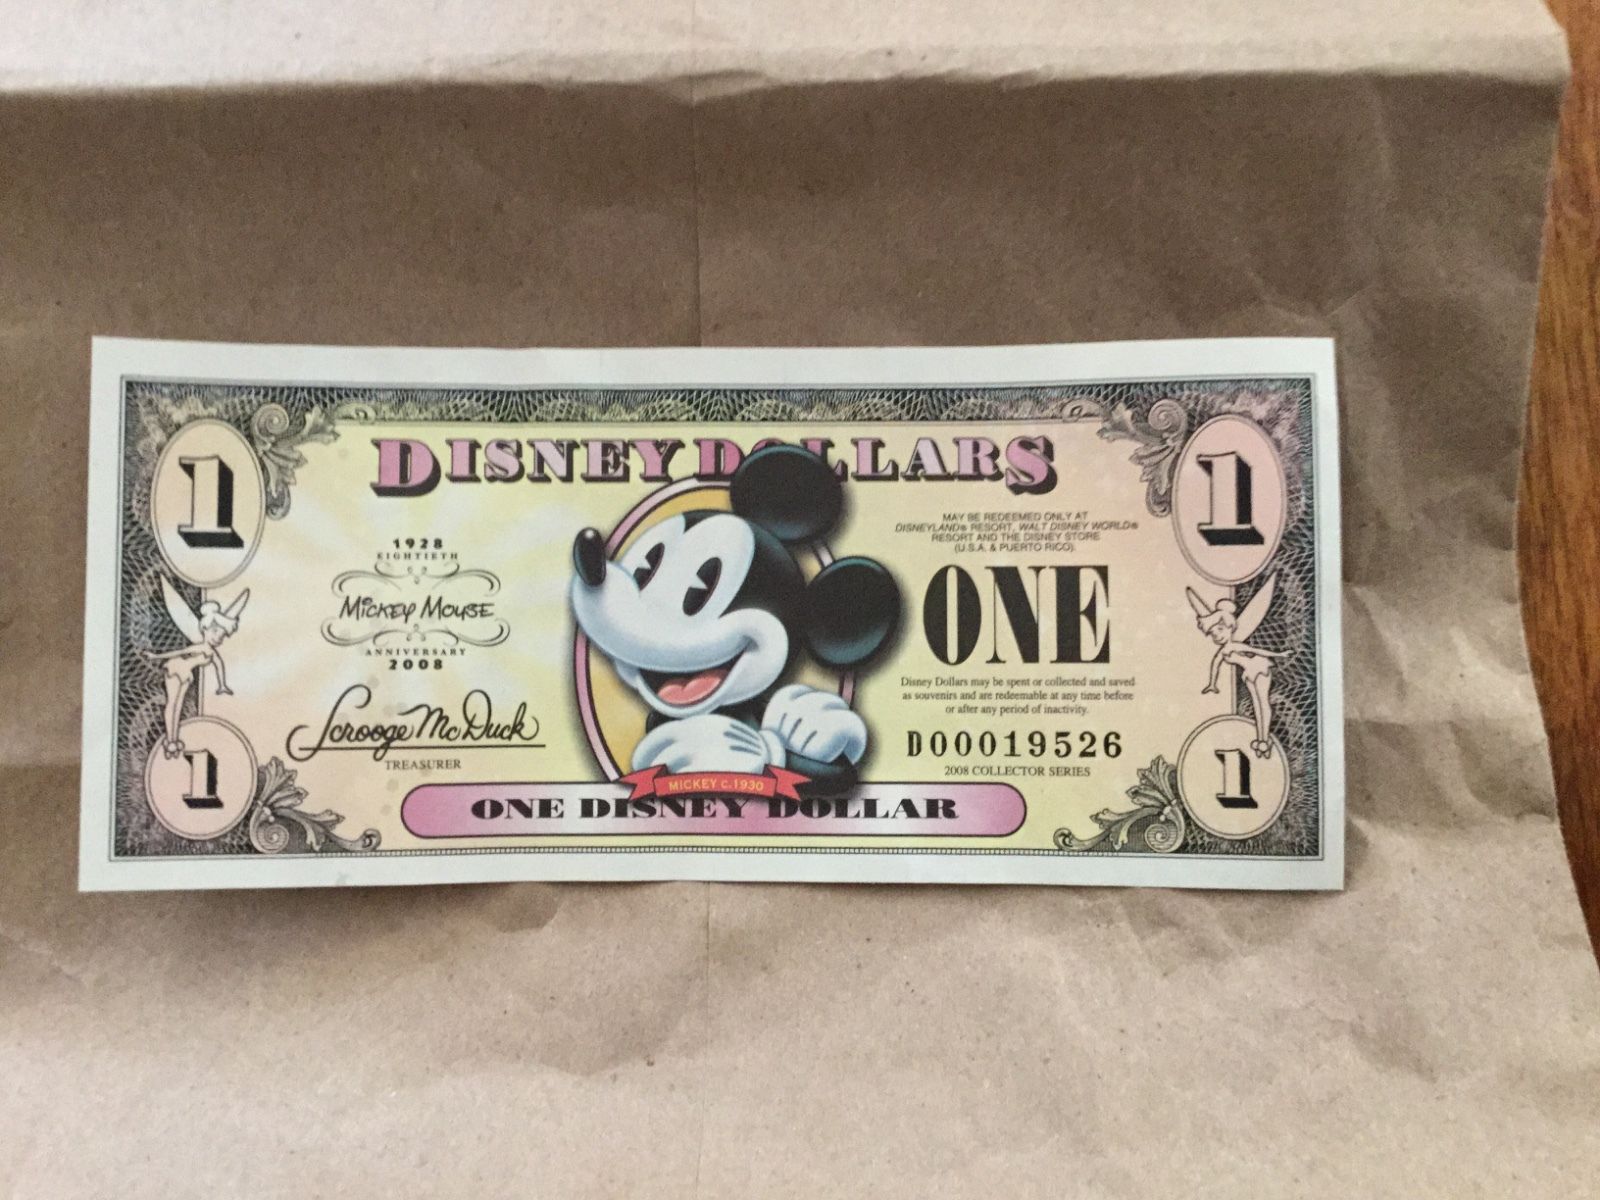 DISNEY DOLLARS
1
1
1928
EIGHTIETH
MICKEY MOUSE
ANNIVERSARY
2008
Scrooge McDuck
TREASURER
MAY BE REDEEMED ONLY AT
DISNEYLAND® RESORT, WALT DISNEY WORLD®
RESORT AND THE DISNEY STORE
(U.S.A. & PUERTO RICO).
ONE
Disney Dollars may be spent or collected and saved
as souvenirs and are redeemable at any time before
or after any period of inactivity.
D00019526
2008 COLLECTOR SERIES
1
1
MICKEY C.1930
ONE DISNEY DOLLAR